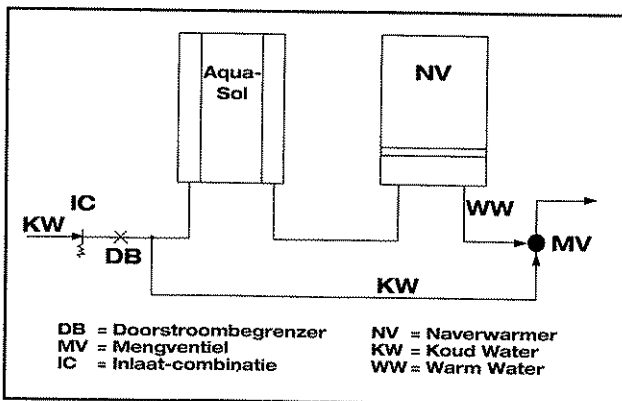 Aqua-
Sol
NV
IC
KW
DB
WW
MV
KW
DB = Doorstroombegrenzer
MV = Mengventiel
IC = Inlaat-combinatie
NV = Naverwarmer
KW = Koud Water
WW = Warm Water